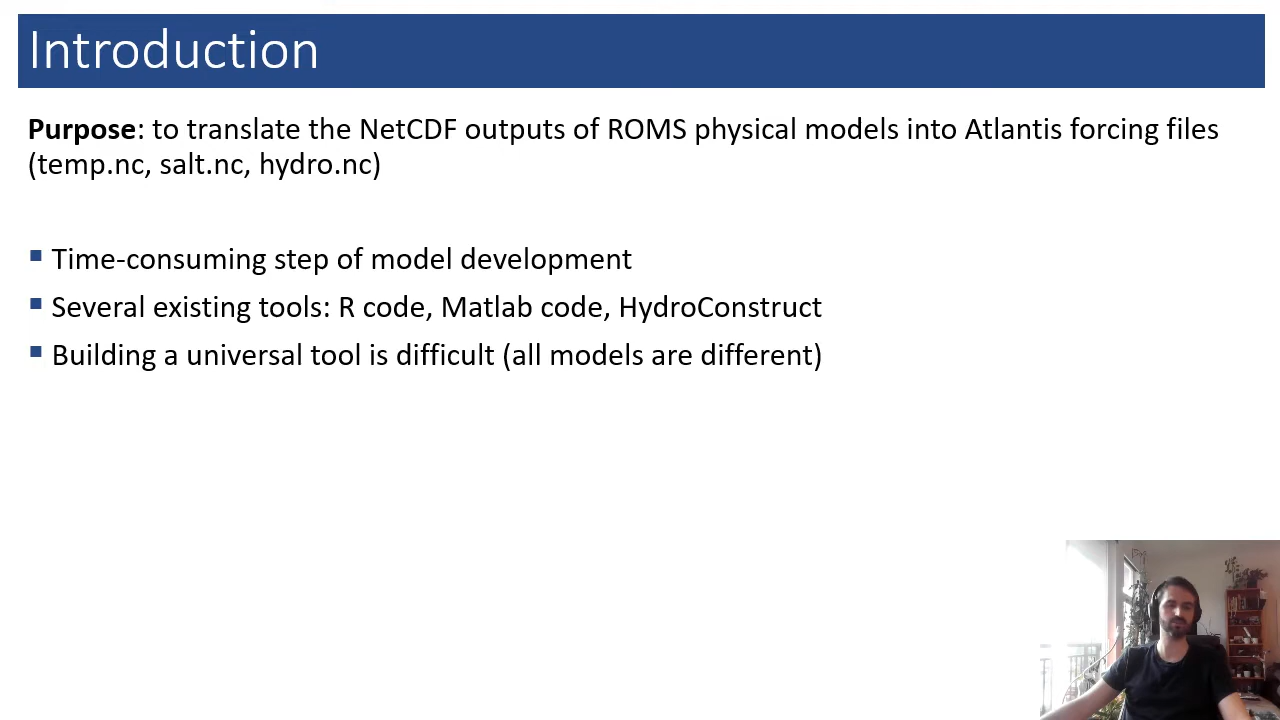 Introduction
Purpose: to translate the NetCDF outputs of ROMS physical models into Atlantis forcing files
(temp.nc, salt.nc, hydro.nc)
Time-consuming step of model development
Several existing tools: R code, Matlab code, HydroConstruct
Building a universal tool is difficult (all models are different)